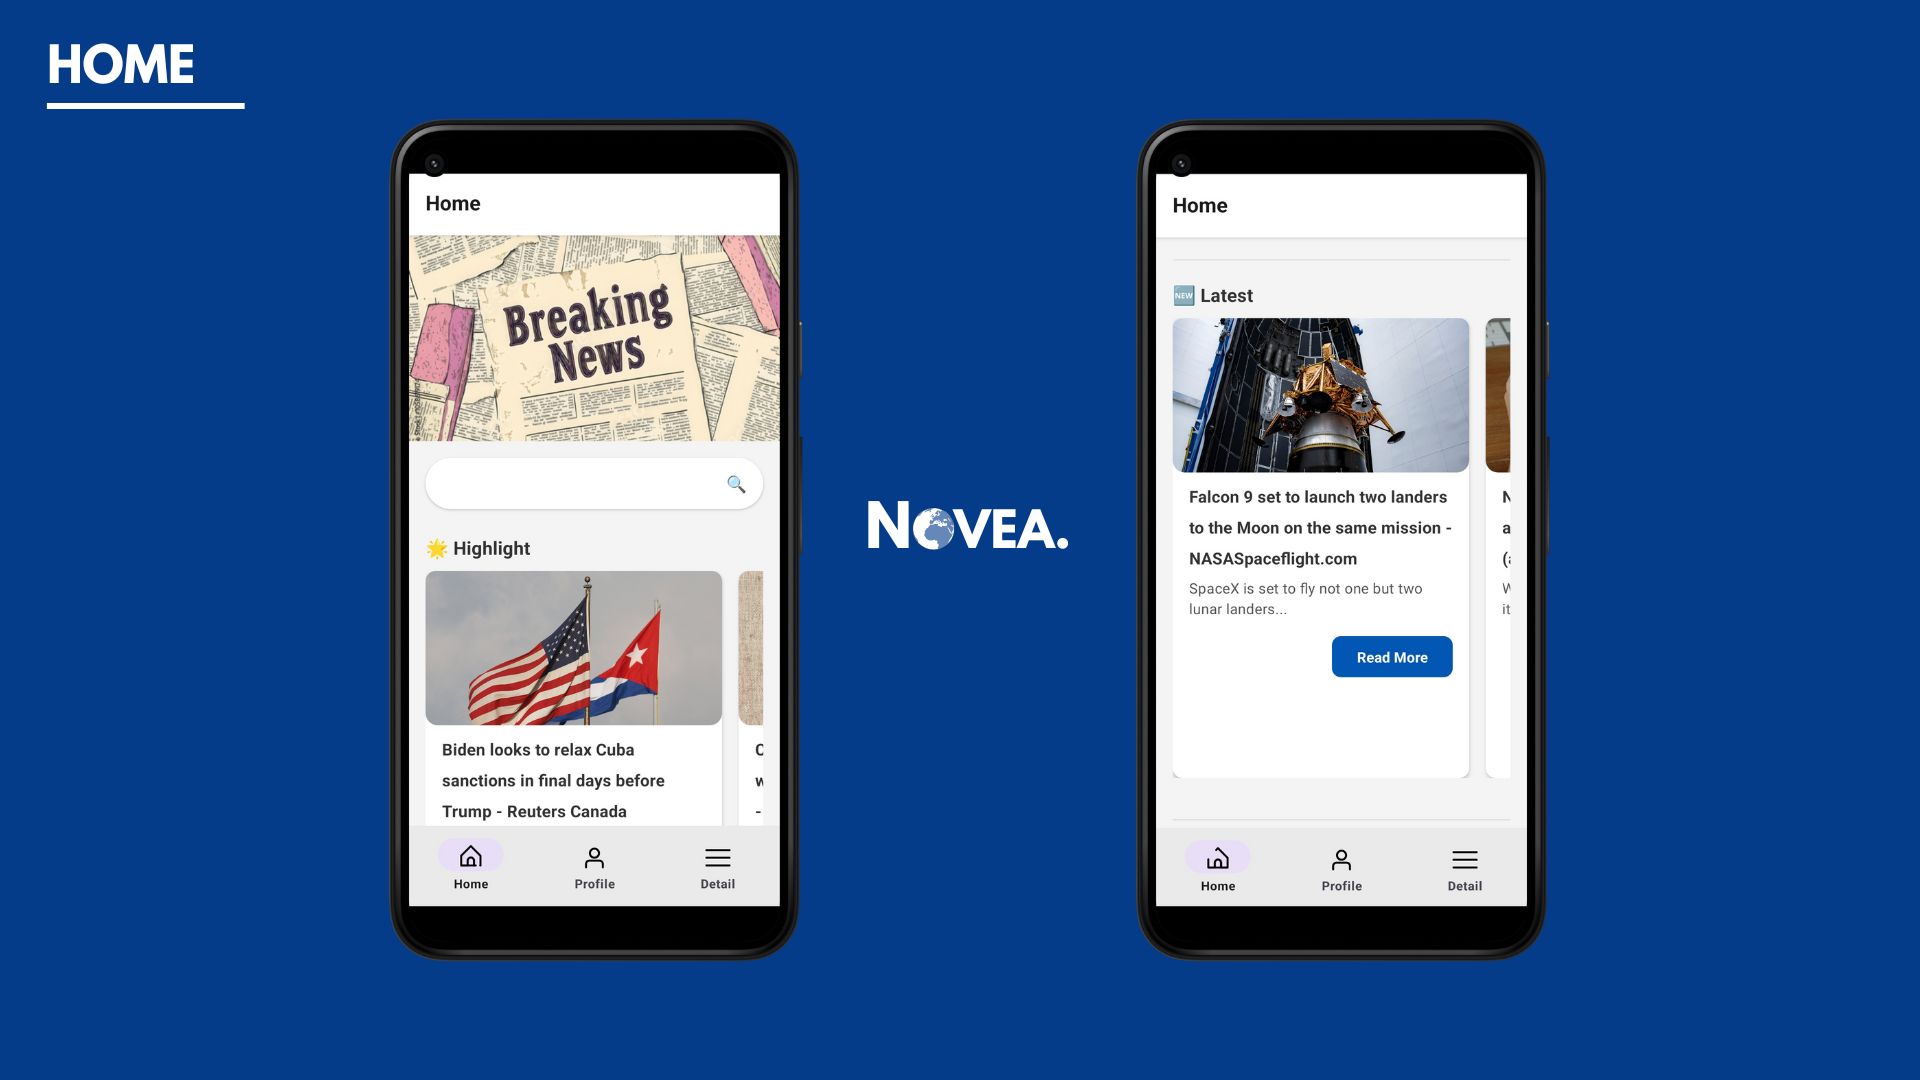 HOME
Home
Breaking
News
🌟 Highlight
Biden looks to relax Cuba
sanctions in final days before
Trump - Reuters Canada
Home
Profile
Detail
NOVEA.
Home
🆕 Latest
Falcon 9 set to launch two landers
to the Moon on the same mission -
NASASpaceflight.com
SpaceX is set to fly not one but two
lunar landers...
Read More
Home
Profile
Detail